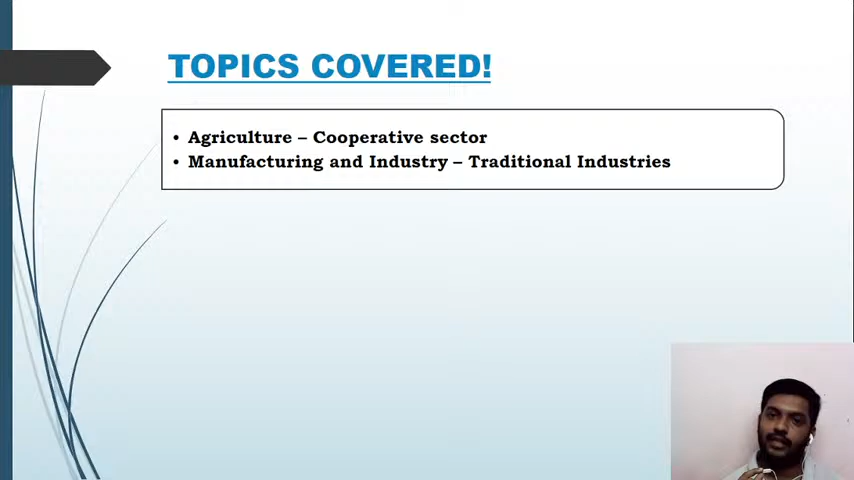 TOPICS COVERED!
• Agriculture – Cooperative sector
• Manufacturing and Industry – Traditional Industries